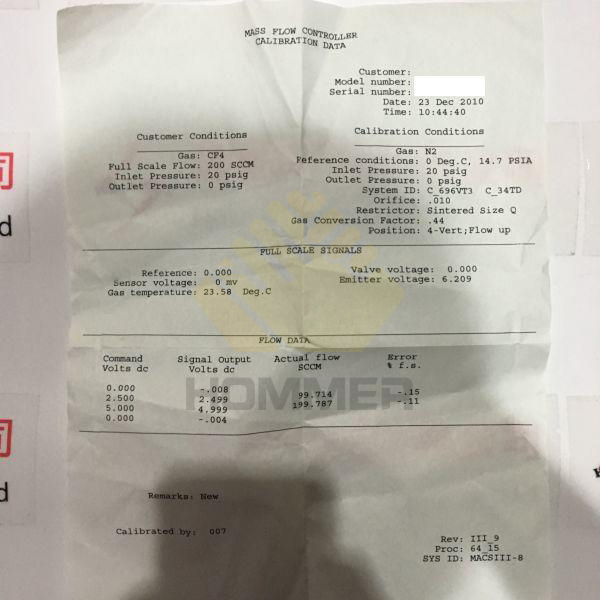 MASS FLOW CONTROLLER
CALIBRATION DATA
Customer:
Model number:
Serial number:
Date: 23 Dec 2010
Time: 10:44:40
Customer Conditions
Gas: CF4
Full Scale Flow: 200 SCCM
Inlet Pressure: 20 psig
Outlet Pressure: 0 psig
Calibration Conditions
Gas: N2
Reference conditions: 0 Deg.C, 14.7 PSIA
Inlet Pressure: 20 psig
Outlet Pressure: 0 psig
System ID: C_696VT3 C_34TD
Orifice: .010
Restrictor: Sintered Size Q
Gas Conversion Factor: .44
Position: 4-Vert;Flow up
FULL SCALE SIGNALS
Reference: 0.000
Sensor voltage: 0 mv
Gas temperature: 23.58 Deg.C
Valve voltage: 0.000
Emitter voltage: 6.209
FLOW DATA
Command Signal Output Actual flow Error
Volts dc Volts dc SCCM % f.s.
0.000 -.008
2.500 2.499 99.714 -.15
5.000 4.999 199.787 -.11
0.000 -.004
HOMMER
Remarks: New
Calibrated by: 007
Rev: III_9
Proc: 64_15
SYS ID: MACSIII-8
司
d
司
d